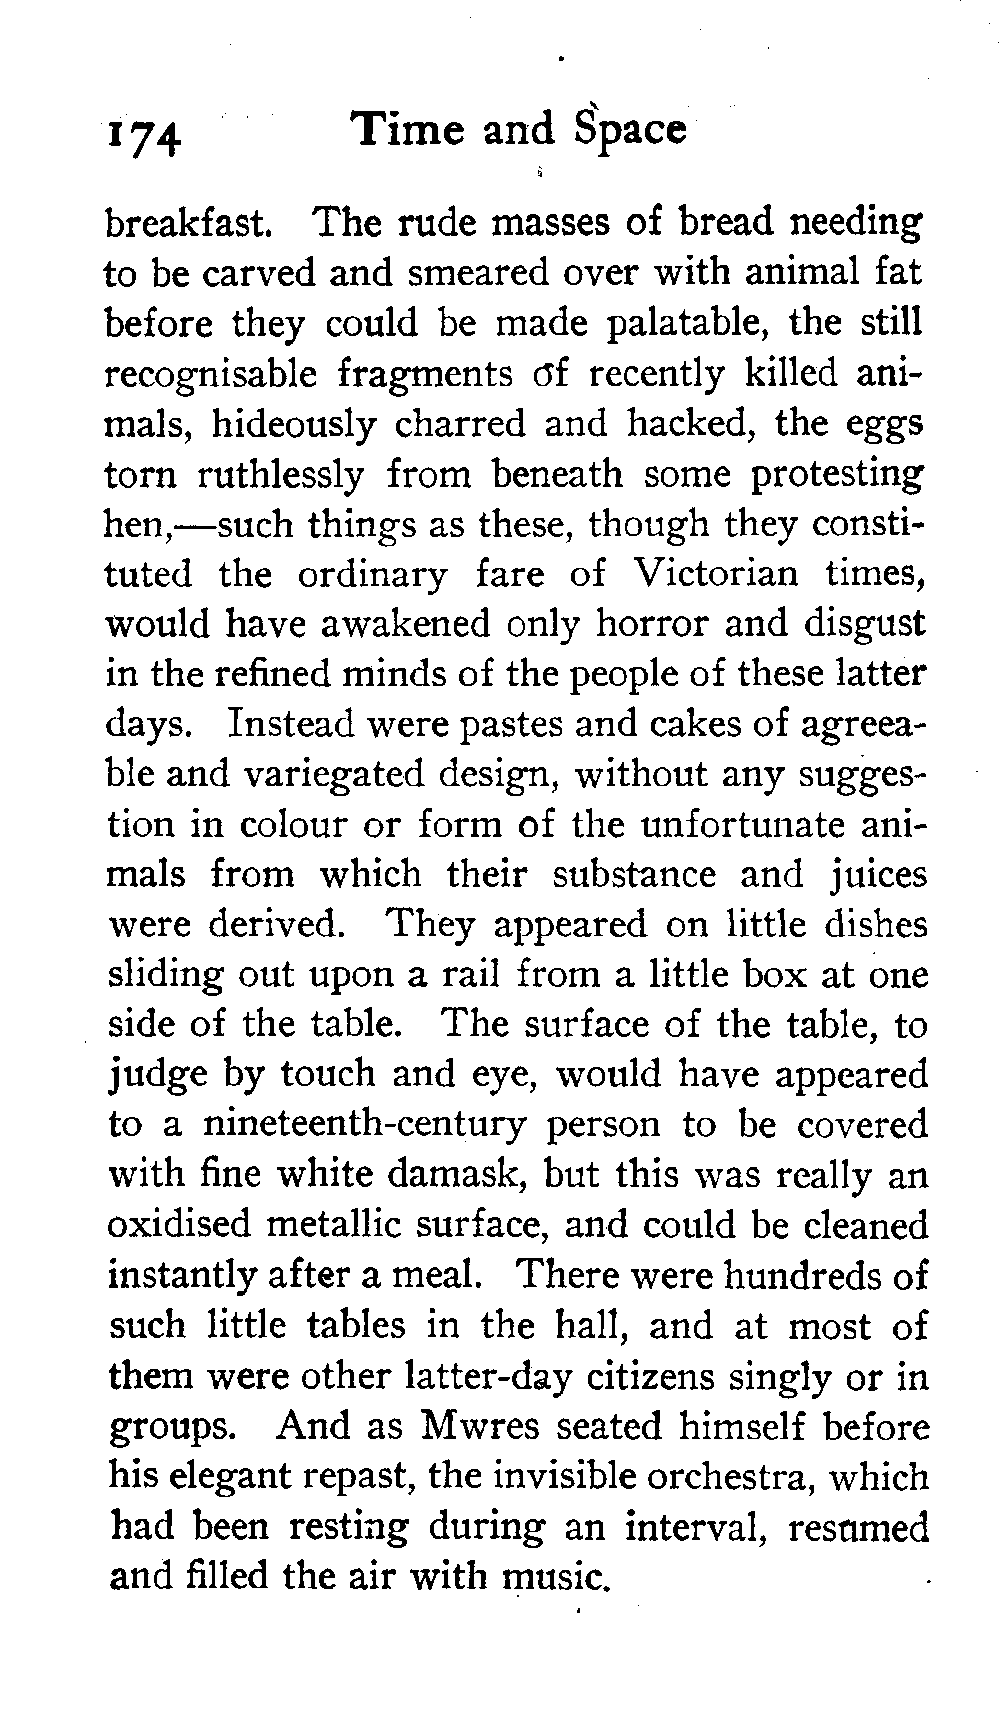 174 Time and Space
breakfast. The rude masses of bread needing
to be carved and smeared over with animal fat
before they could be made palatable, the still
recognisable fragments of recently killed ani-
mals, hideously charred and hacked, the eggs
torn ruthlessly from beneath some protesting
hen,—such things as these, though they consti-
tuted the ordinary fare of Victorian times,
would have awakened only horror and disgust
in the refined minds of the people of these latter
days. Instead were pastes and cakes of agreea-
ble and variegated design, without any sugges-
tion in colour or form of the unfortunate ani-
mals from which their substance and juices
were derived. They appeared on little dishes
sliding out upon a rail from a little box at one
side of the table. The surface of the table, to
judge by touch and eye, would have appeared
to a nineteenth-century person to be covered
with fine white damask, but this was really an
oxidised metallic surface, and could be cleaned
instantly after a meal. There were hundreds of
such little tables in the hall, and at most of
them were other latter-day citizens singly or in
groups. And as Mwres seated himself before
his elegant repast, the invisible orchestra, which
had been resting during an interval, resumed
and filled the air with music.